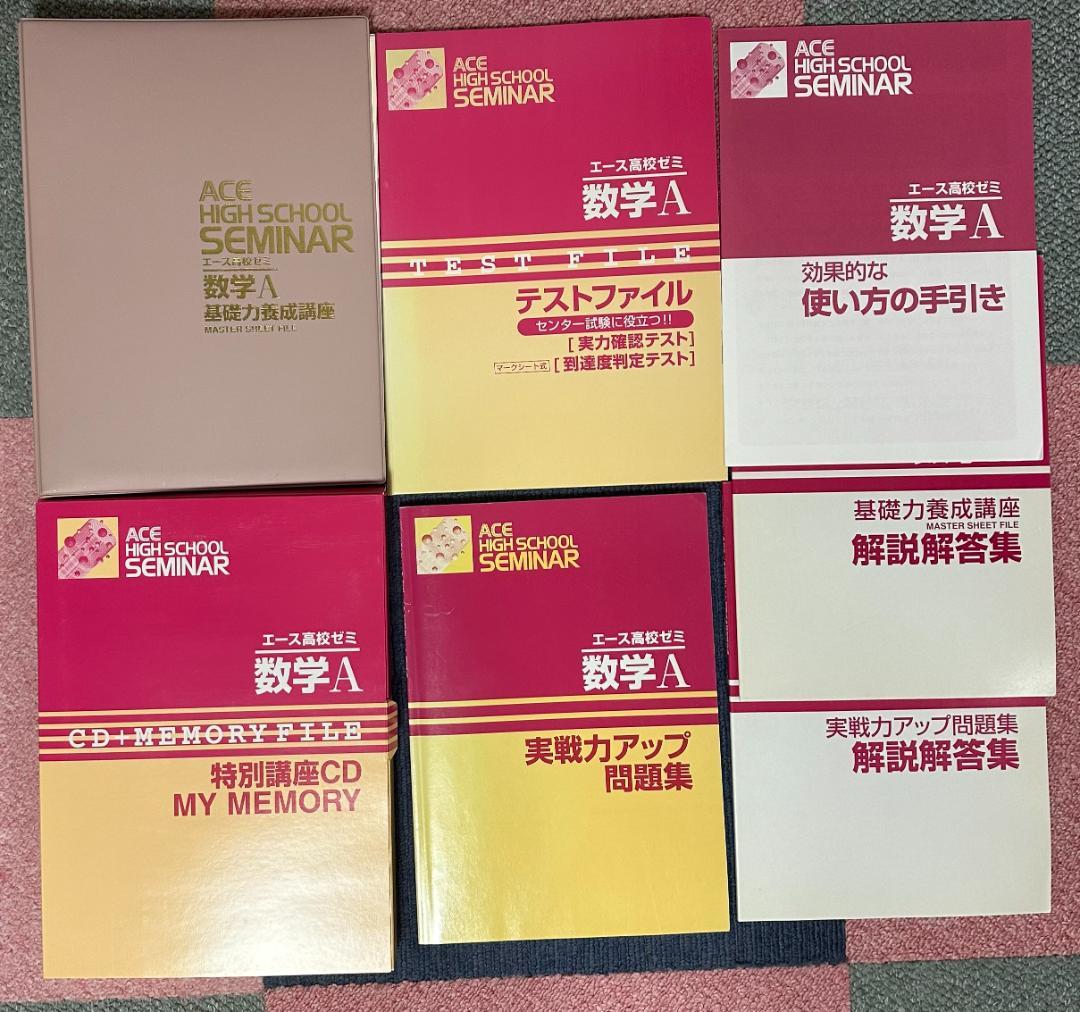 ACE
HIGH SCHOOL
SEMINAR
エース高校ゼミ
数学A
基礎力養成講座
MASTER SHEET FILE
ACE
HIGH SCHOOL
SEMINAR
エース高校ゼミ
数学A
TEST FILE
テストファイル
センター試験に役立つ!!
[実力確認テスト]
マークシート式 [到達度判定テスト]
ACE
HIGH SCHOOL
SEMINAR
エース高校ゼミ
数学A
効果的な
使い方の手引き
ACE
HIGH SCHOOL
SEMINAR
エース高校ゼミ
数学A
CD+MEMORY FILE
特別講座CD
MY MEMORY
ACE
HIGH SCHOOL
SEMINAR
エース高校ゼミ
数学A
実戦力アップ
問題集
基礎力養成講座
MASTER SHEET FILE
解説解答集
実戦力アップ問題集
解説解答集